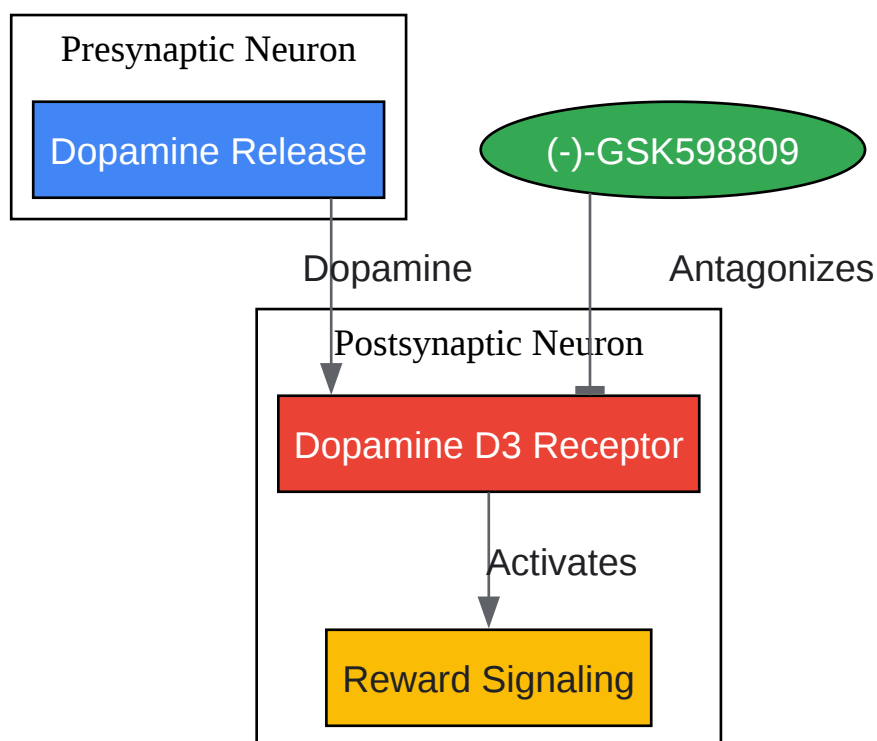 Presynaptic Neuron
Dopamine Release
(-)-GSK598809
Dopamine
Antagonizes
Postsynaptic Neuron
Dopamine D3 Receptor
Activates
Reward Signaling